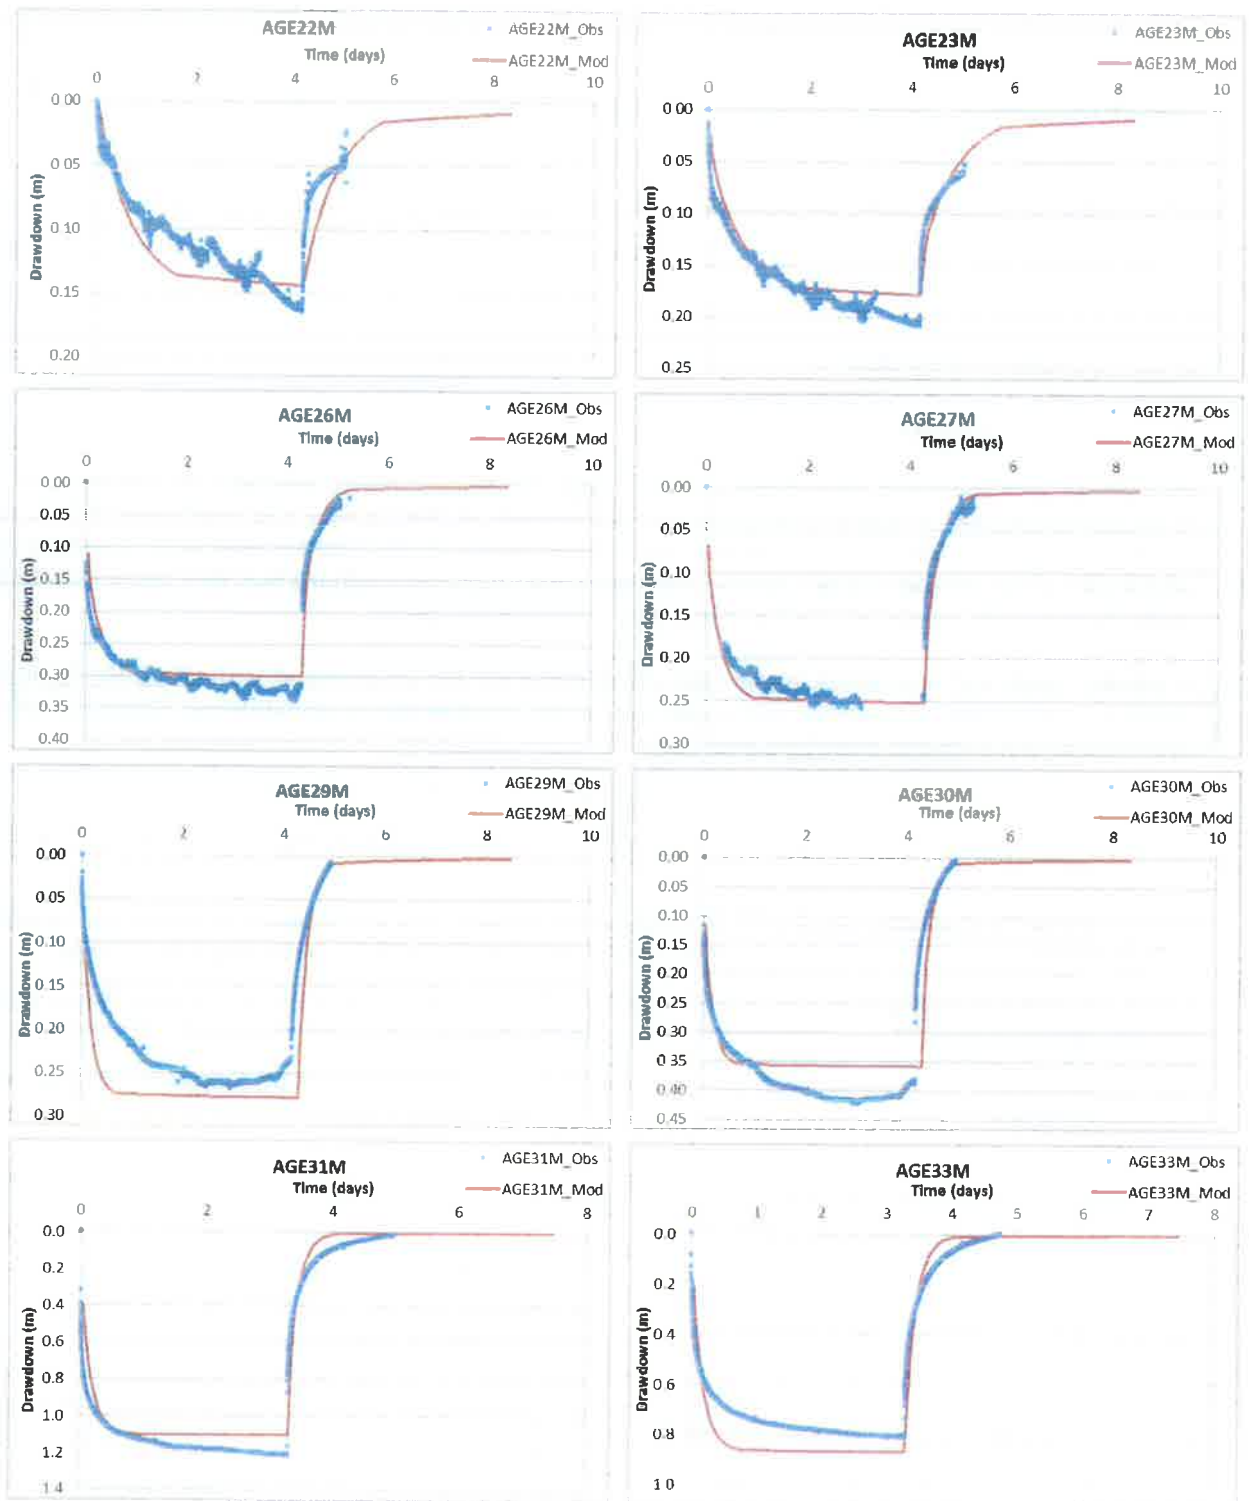 AGE22M
AGE22M_Obs
Time (days)
AGE22M_Mod
0 2 4 6 8 10
0.00
0.05
0.10
0.15
0.20
Drawdown (m)
AGE23M
AGE23M_Obs
Time (days)
AGE23M_Mod
0 2 4 6 8 10
0.00
0.05
0.10
0.15
0.20
0.25
Drawdown (m)
AGE26M
AGE26M_Obs
Time (days)
AGE26M_Mod
0 2 4 6 8 10
0.00
0.05
0.10
0.15
0.20
0.25
0.30
0.35
0.40
Drawdown (m)
AGE27M
AGE27M_Obs
Time (days)
AGE27M_Mod
0 2 4 6 8 10
0.00
0.05
0.10
0.15
0.20
0.25
0.30
Drawdown (m)
AGE29M
AGE29M_Obs
Time (days)
AGE29M_Mod
0 2 4 6 8 10
0.00
0.05
0.10
0.15
0.20
0.25
0.30
Drawdown (m)
AGE30M
AGE30M_Obs
Time (days)
AGE30M_Mod
0 2 4 6 8 10
0.00
0.05
0.10
0.15
0.20
0.25
0.30
0.35
0.40
0.45
Drawdown (m)
AGE31M
AGE31M_Obs
Time (days)
AGE31M_Mod
0 2 4 6 8
0.0
0.2
0.4
0.6
0.8
1.0
1.2
1.4
Drawdown (m)
AGE33M
AGE33M_Obs
Time (days)
AGE33M_Mod
0 1 2 3 4 5 6 7 8
0.0
0.2
0.4
0.6
0.8
1.0
Drawdown (m)